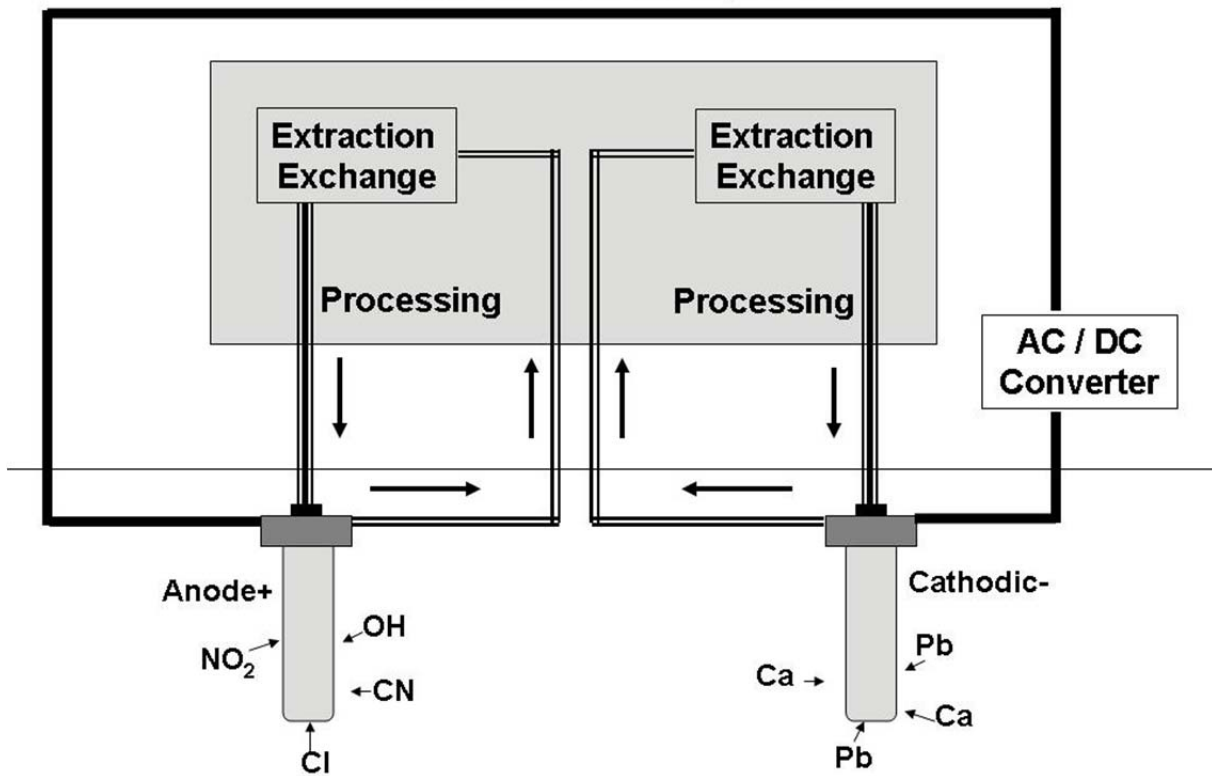 Extraction
Exchange
Extraction
Exchange
Processing
Processing
AC / DC
Converter
Anode+
Cathodic-
OH
NO₂
CN
Cl
Pb
Ca
Ca
Pb